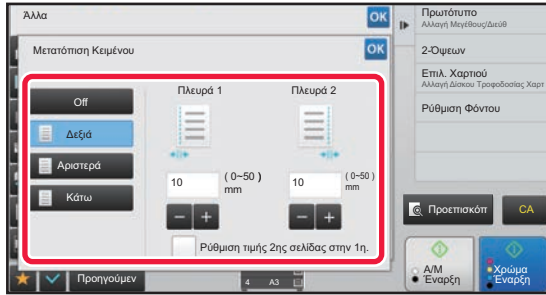 Άλλα
OK
Μετατόπιση Κειμένου
OK
Off
Δεξιά
Αριστερά
Κάτω
Πλευρά 1
Πλευρά 2
10
( 0~50 )
mm
10
( 0~50 )
mm
Ρύθμιση τιμής 2ης σελίδας στην 1η.
Προηγούμεν
4 A3
Πρωτότυπο
Αλλαγή Μεγέθους/Διεύθ
2-Όψεων
Επιλ. Χαρτιού
Αλλαγή Δίσκου Τροφοδοσίας Χαρτ
Ρύθμιση Φόντου
Προεπισκόπ
CA
Α/Μ
Έναρξη
Χρώμα
Έναρξη